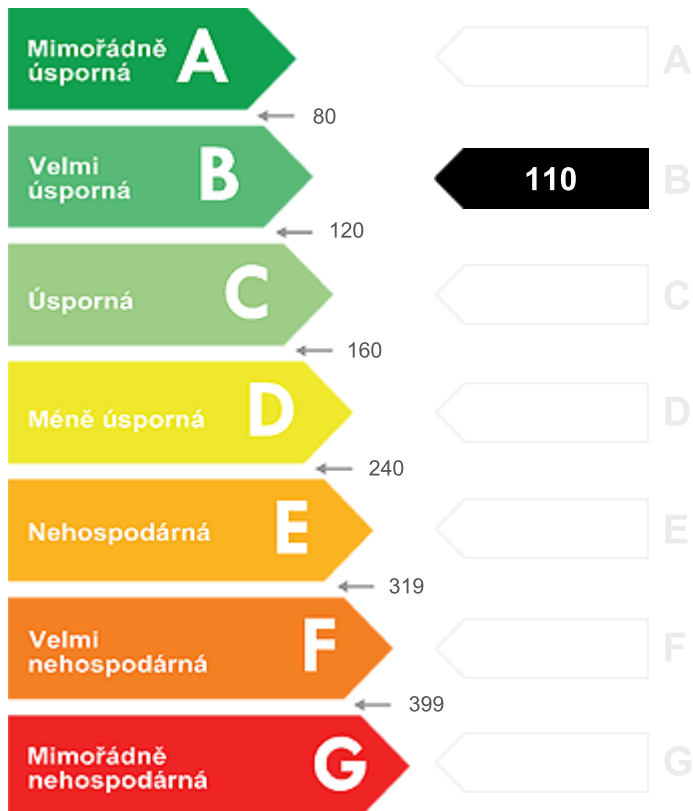 Mimořádně
úsporná
A
A
80
Velmi
úsporná
B
110
B
120
Úsporná
C
C
160
Méně úsporná
D
D
240
Nehospodárná
E
E
319
Velmi
nehospodárná
F
F
399
Mimořádně
nehospodárná
G
G